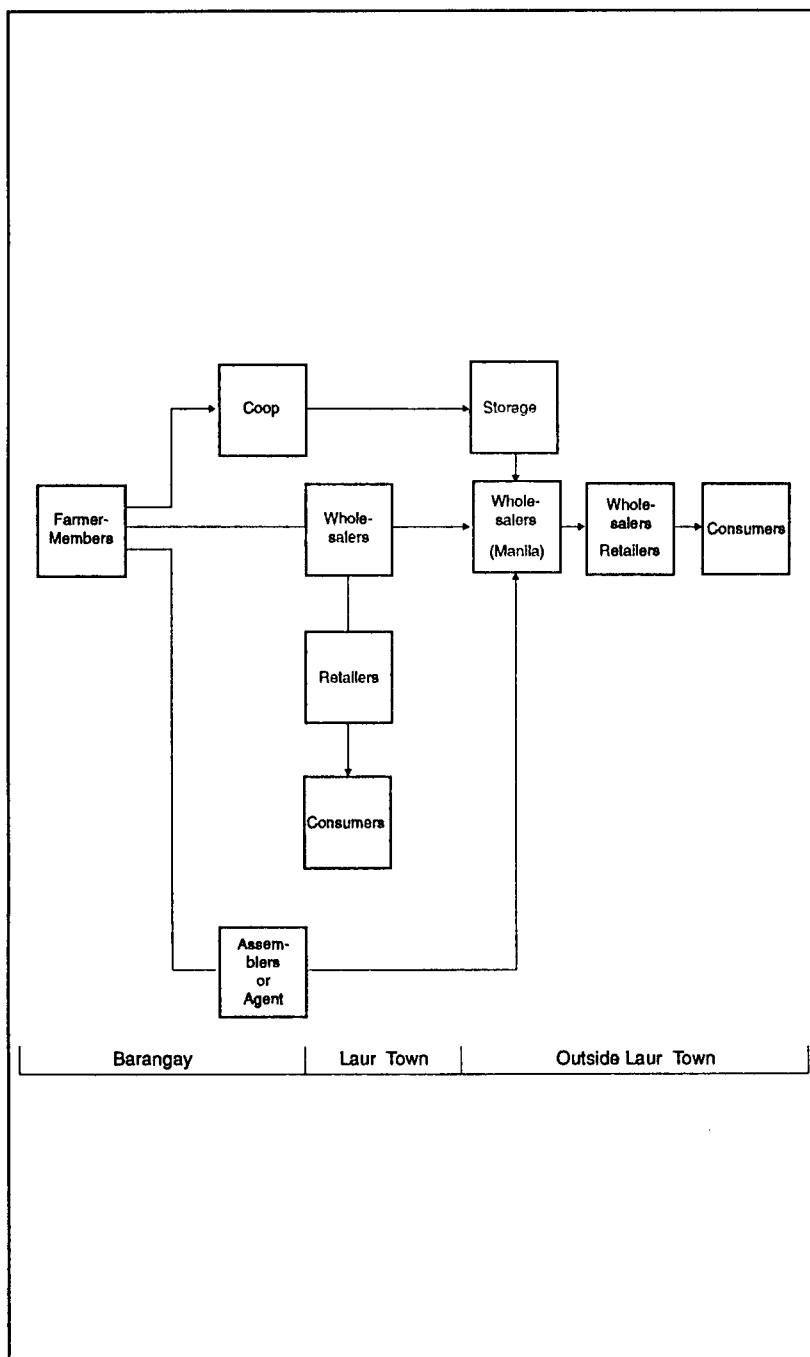 Coop
Storage
Farmer-
Members
Whole-
salers
Whole-
salers
(Manila)
Whole-
salers
Retailers
Consumers
Retailers
Consumers
Assem-
blers
or
Agent
Barangay
Laur Town
Outside Laur Town